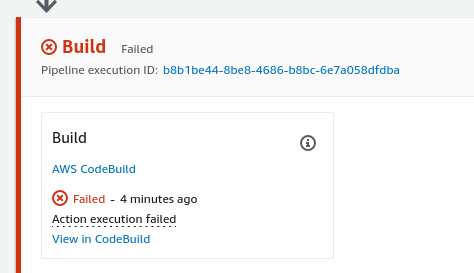 Build Failed
Pipeline execution ID: b8b1be44-8be8-4686-b8bc-6e7a058dfdba
Build
AWS CodeBuild
Failed - 4 minutes ago
Action execution failed
View in CodeBuild